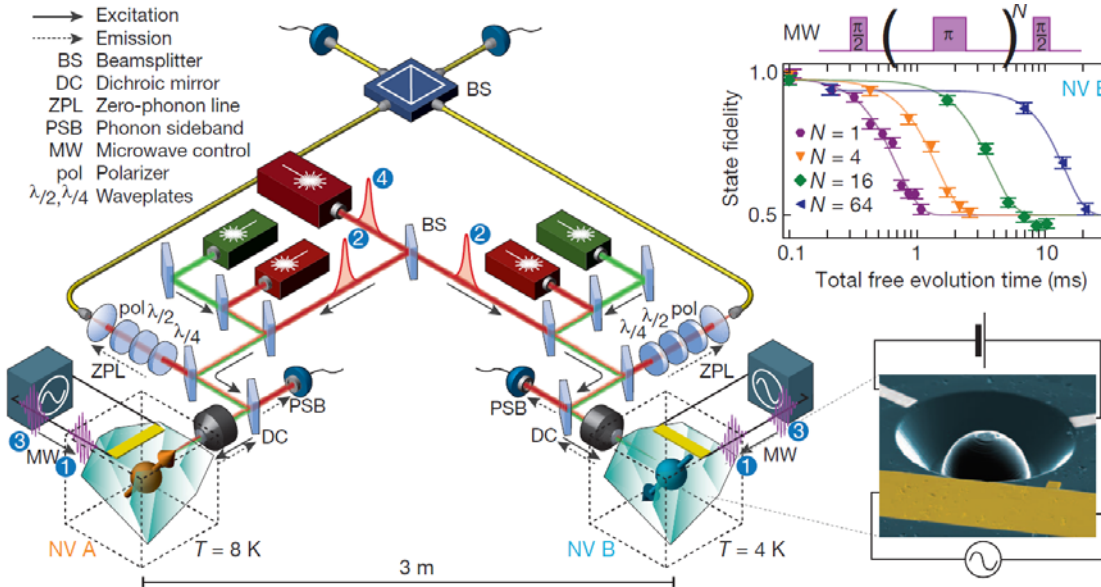 Excitation
Emission
BS Beamsplitter
DC Dichroic mirror
ZPL Zero-phonon line
PSB Phonon sideband
MW Microwave control
pol Polarizer
λ/2, λ/4 Waveplates
BS
4
BS
2
2
pol λ/2 λ/4
λ/4 λ/2 pol
ZPL
ZPL
PSB
PSB
DC
DC
3
MW
1
3
MW
1
NV A
T = 8 K
NV B
T = 4 K
3 m
MW π/2 ( π )N π/2
NV B
State fidelity
1.0
0.5
N = 1
N = 4
N = 16
N = 64
0.1 1 10
Total free evolution time (ms)